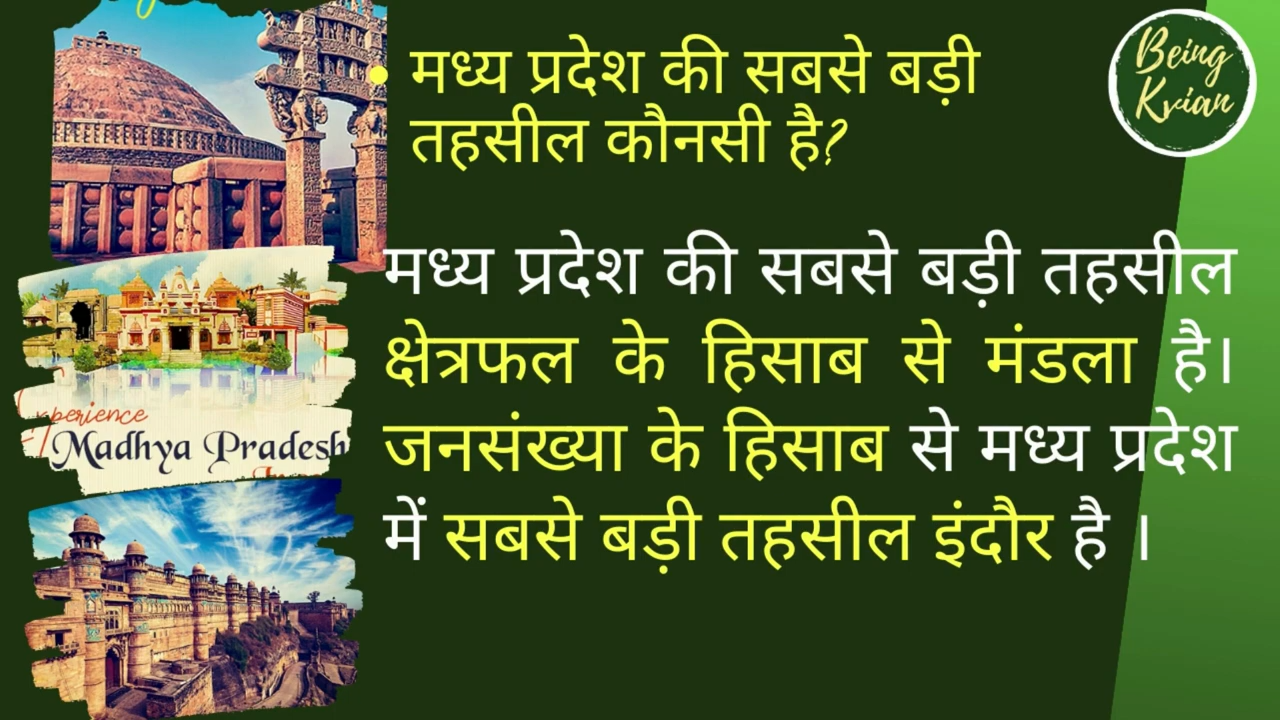 • मध्य प्रदेश की सबसे बड़ी
तहसील कौनसी है?
Being
Kvian
मध्य प्रदेश की सबसे बड़ी तहसील
क्षेत्रफल के हिसाब से मंडला है।
जनसंख्या के हिसाब से मध्य प्रदेश
में सबसे बड़ी तहसील इंदौर है ।
Experience
Madhya Pradesh